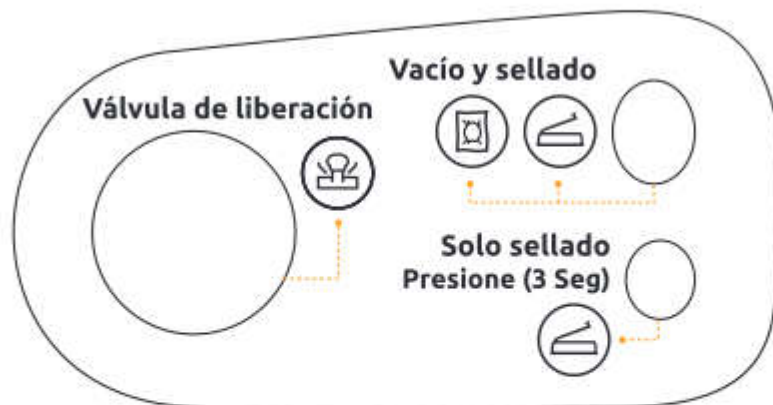 Vacío y sellado
Válvula de liberación
Solo sellado
Presione (3 Seg)